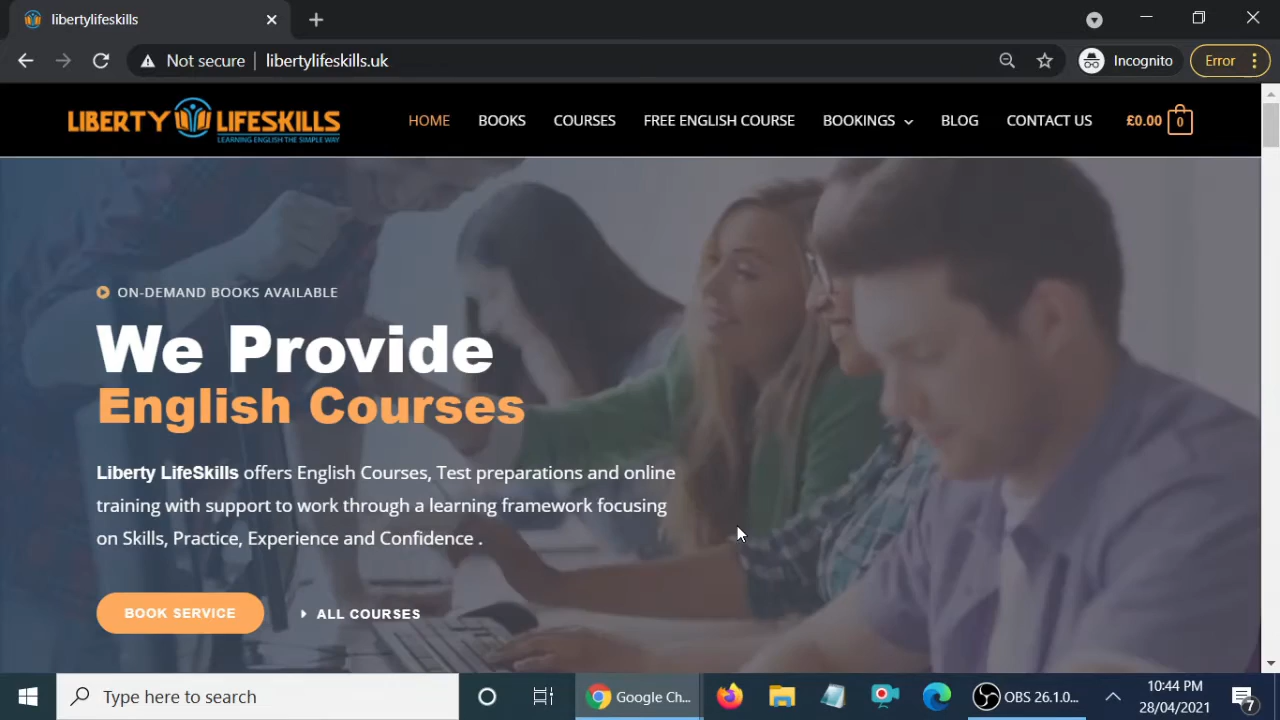 libertylifeskills
Not secure libertylifeskills.uk
Incognito
Error
LIBERTY LIFESKILLS
LEARNING ENGLISH THE SIMPLE WAY
HOME BOOKS COURSES FREE ENGLISH COURSE BOOKINGS BLOG CONTACT US £0.00 0
ON-DEMAND BOOKS AVAILABLE
We Provide
English Courses
Liberty LifeSkills offers English Courses, Test preparations and online
training with support to work through a learning framework focusing
on Skills, Practice, Experience and Confidence .
BOOK SERVICE ALL COURSES
Type here to search
Google Ch...
OBS 26.1.0...
10:44 PM
28/04/2021
7